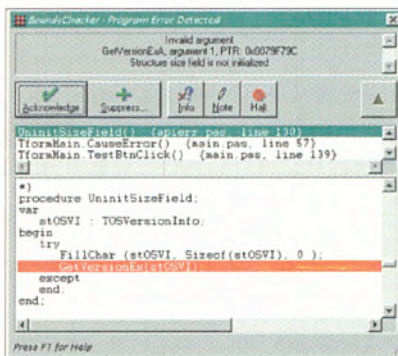 BoundsChecker - Program Error Detected
Invalid argument
GetVersionExA, argument 1, PTR: 0x0079F79C
Structure size field is not initialized
Acknowledge
Suppress...
Info
Note
Halt
UninitSizeField() {apierr.pas, line 130}
TformMain.CauseError() {main.pas, line 57}
TformMain.TestBtnClick() {main.pas, line 139}
*)
procedure UninitSizeField;
var
stOSVI : TOSVersionInfo;
begin
try
FillChar (stOSVI, Sizeof(stOSVI), 0 );
GetVersionEx(stOSVI);
except
end;
end;
Press F1 for Help